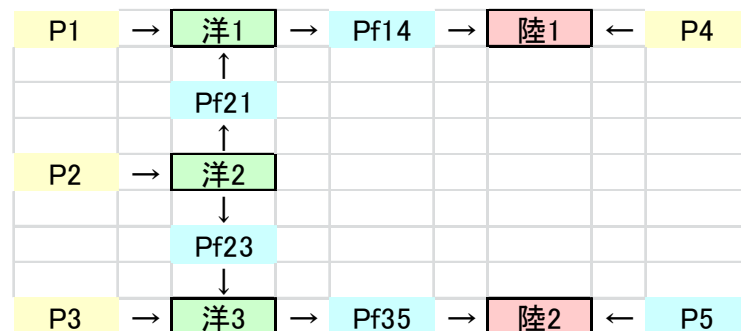 P1 → 洋1 → Pf14 → 陸1 ← P4
↑
Pf21
↑
P2 → 洋2
↓
Pf23
↓
P3 → 洋3 → Pf35 → 陸2 ← P5